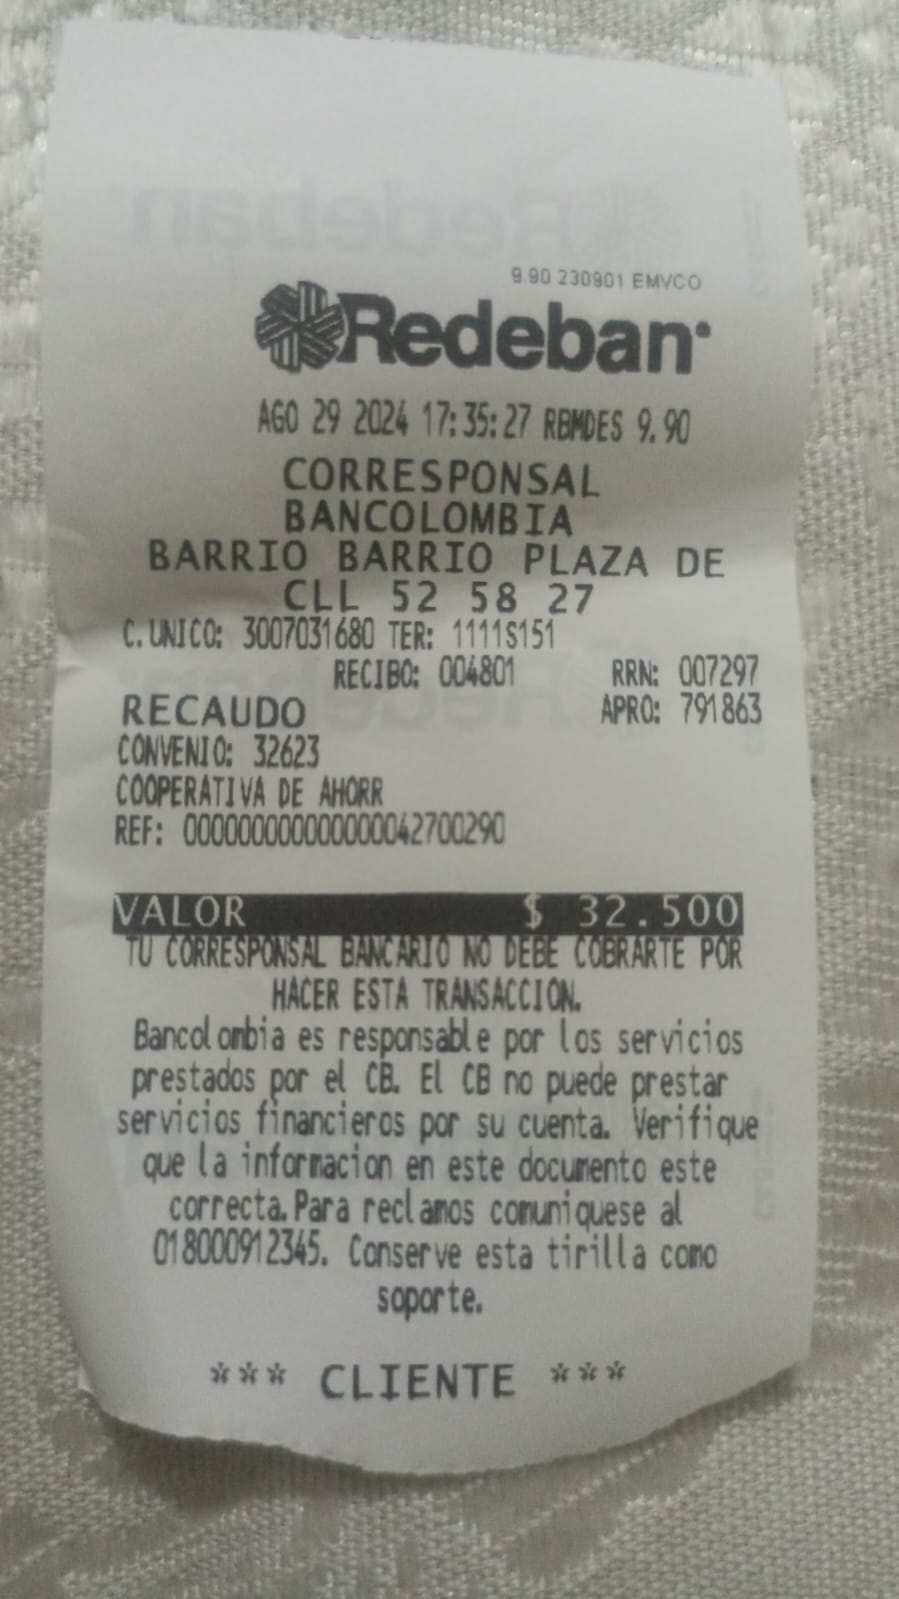 9.90 230901 EMVCO
Redeban
AGO 29 2024 17:35:27 RBMDES 9.90
CORRESPONSAL
BANCOLOMBIA
BARRIO BARRIO PLAZA DE
CLL 52 58 27
C.UNICO: 3007031680 TER: 1111S151
RECIBO: 004801 RRN: 007297
RECAUDO APRO: 791863
CONVENIO: 32623
COOPERATIVA DE AHORR
REF: 000000000000000042700290
VALOR $ 32.500
TU CORRESPONSAL BANCARIO NO DEBE COBRARTE POR
HACER ESTA TRANSACCION.
Bancolombia es responsable por los servicios
prestados por el CB. El CB no puede prestar
servicios financieros por su cuenta. Verifique
que la informacion en este documento este
correcta.Para reclamos comuniquese al
018000912345. Conserve esta tirilla como
soporte.
*** CLIENTE ***